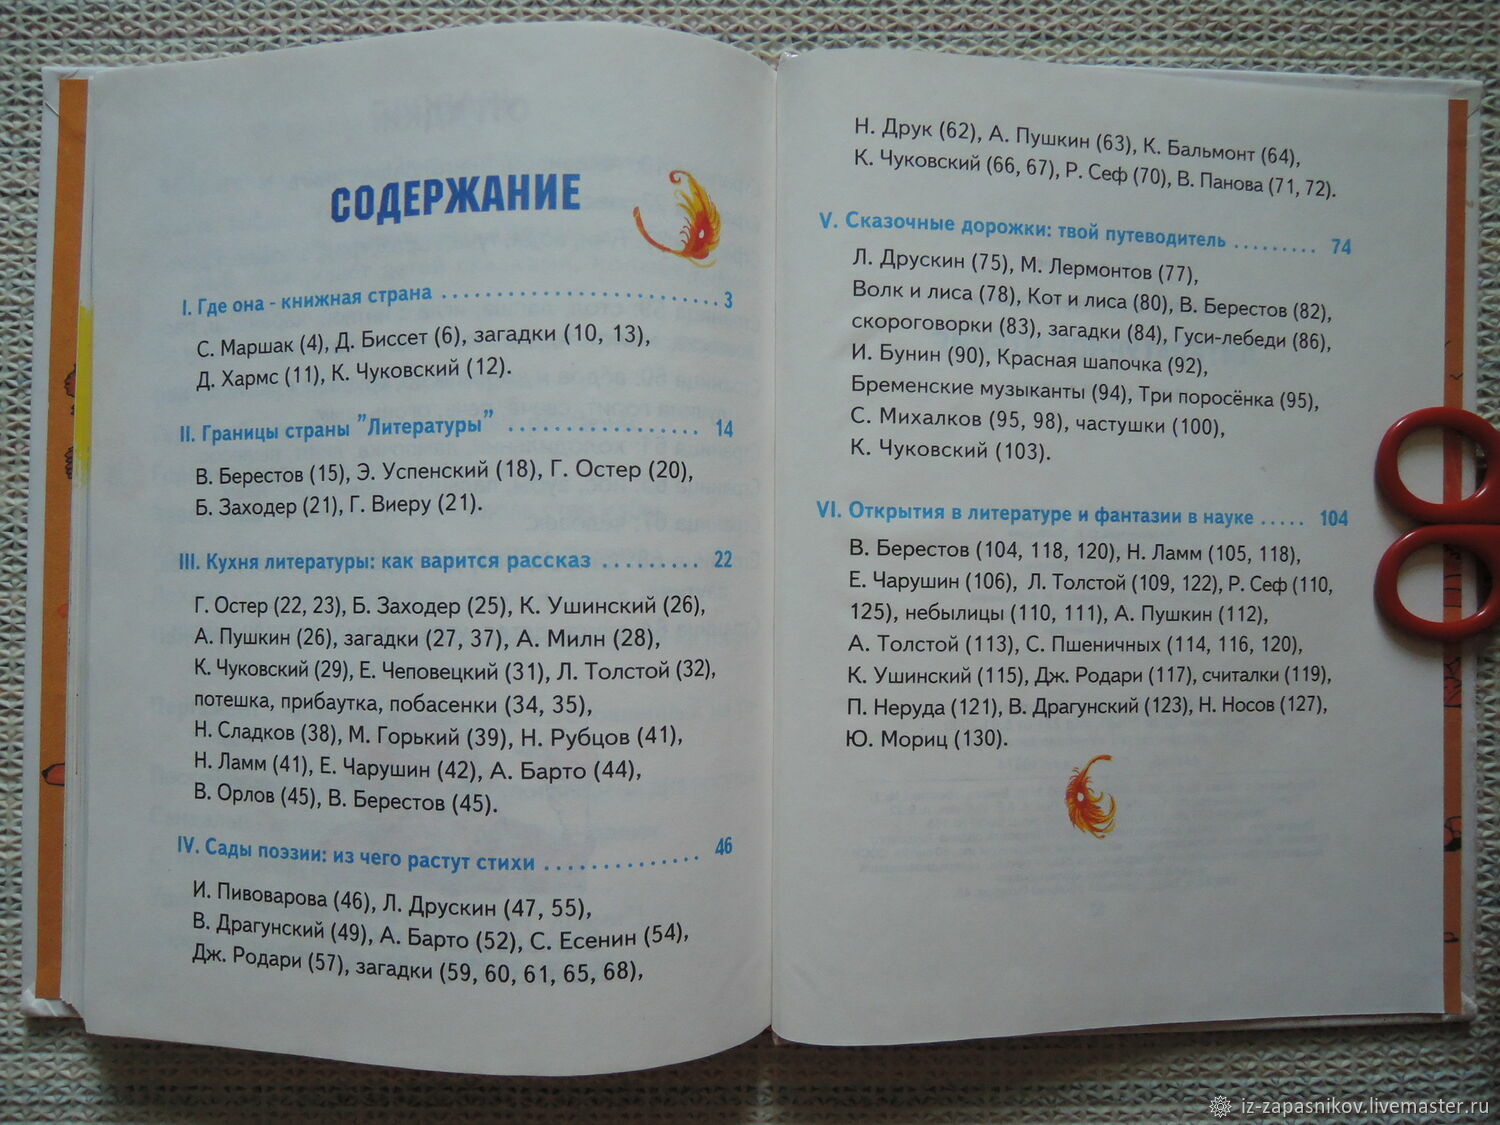 СОДЕРЖАНИЕ
I. Где она - книжная страна ........................ 3
С. Маршак (4), Д. Биссет (6), загадки (10, 13),
Д. Хармс (11), К. Чуковский (12).
II. Границы страны "Литературы" ................. 14
В. Берестов (15), Э. Успенский (18), Г. Остер (20),
Б. Заходер (21), Г. Виеру (21).
III. Кухня литературы: как варится рассказ ......... 22
Г. Остер (22, 23), Б. Заходер (25), К. Ушинский (26),
А. Пушкин (26), загадки (27, 37), А. Милн (28),
К. Чуковский (29), Е. Чеповецкий (31), Л. Толстой (32),
потешка, прибаутка, побасенки (34, 35),
Н. Сладков (38), М. Горький (39), Н. Рубцов (41),
Н. Ламм (41), Е. Чарушин (42), А. Барто (44),
В. Орлов (45), В. Берестов (45).
IV. Сады поэзии: из чего растут стихи ............. 46
И. Пивоварова (46), Л. Друскин (47, 55),
В. Драгунский (49), А. Барто (52), С. Есенин (54),
Дж. Родари (57), загадки (59, 60, 61, 65, 68),
Н. Друк (62), А. Пушкин (63), К. Бальмонт (64),
К. Чуковский (66, 67), Р. Сеф (70), В. Панова (71, 72).
V. Сказочные дорожки: твой путеводитель ......... 74
Л. Друскин (75), М. Лермонтов (77),
Волк и лиса (78), Кот и лиса (80), В. Берестов (82),
скороговорки (83), загадки (84), Гуси-лебеди (86),
И. Бунин (90), Красная шапочка (92),
Бременские музыканты (94), Три поросёнка (95),
С. Михалков (95, 98), частушки (100),
К. Чуковский (103).
VI. Открытия в литературе и фантазии в науке ..... 104
В. Берестов (104, 118, 120), Н. Ламм (105, 118),
Е. Чарушин (106), Л. Толстой (109, 122), Р. Сеф (110,
125), небылицы (110, 111), А. Пушкин (112),
А. Толстой (113), С. Пшеничных (114, 116, 120),
К. Ушинский (115), Дж. Родари (117), считалки (119),
П. Неруда (121), В. Драгунский (123), Н. Носов (127),
Ю. Мориц (130).
iz-zapasnikov.livemaster.ru